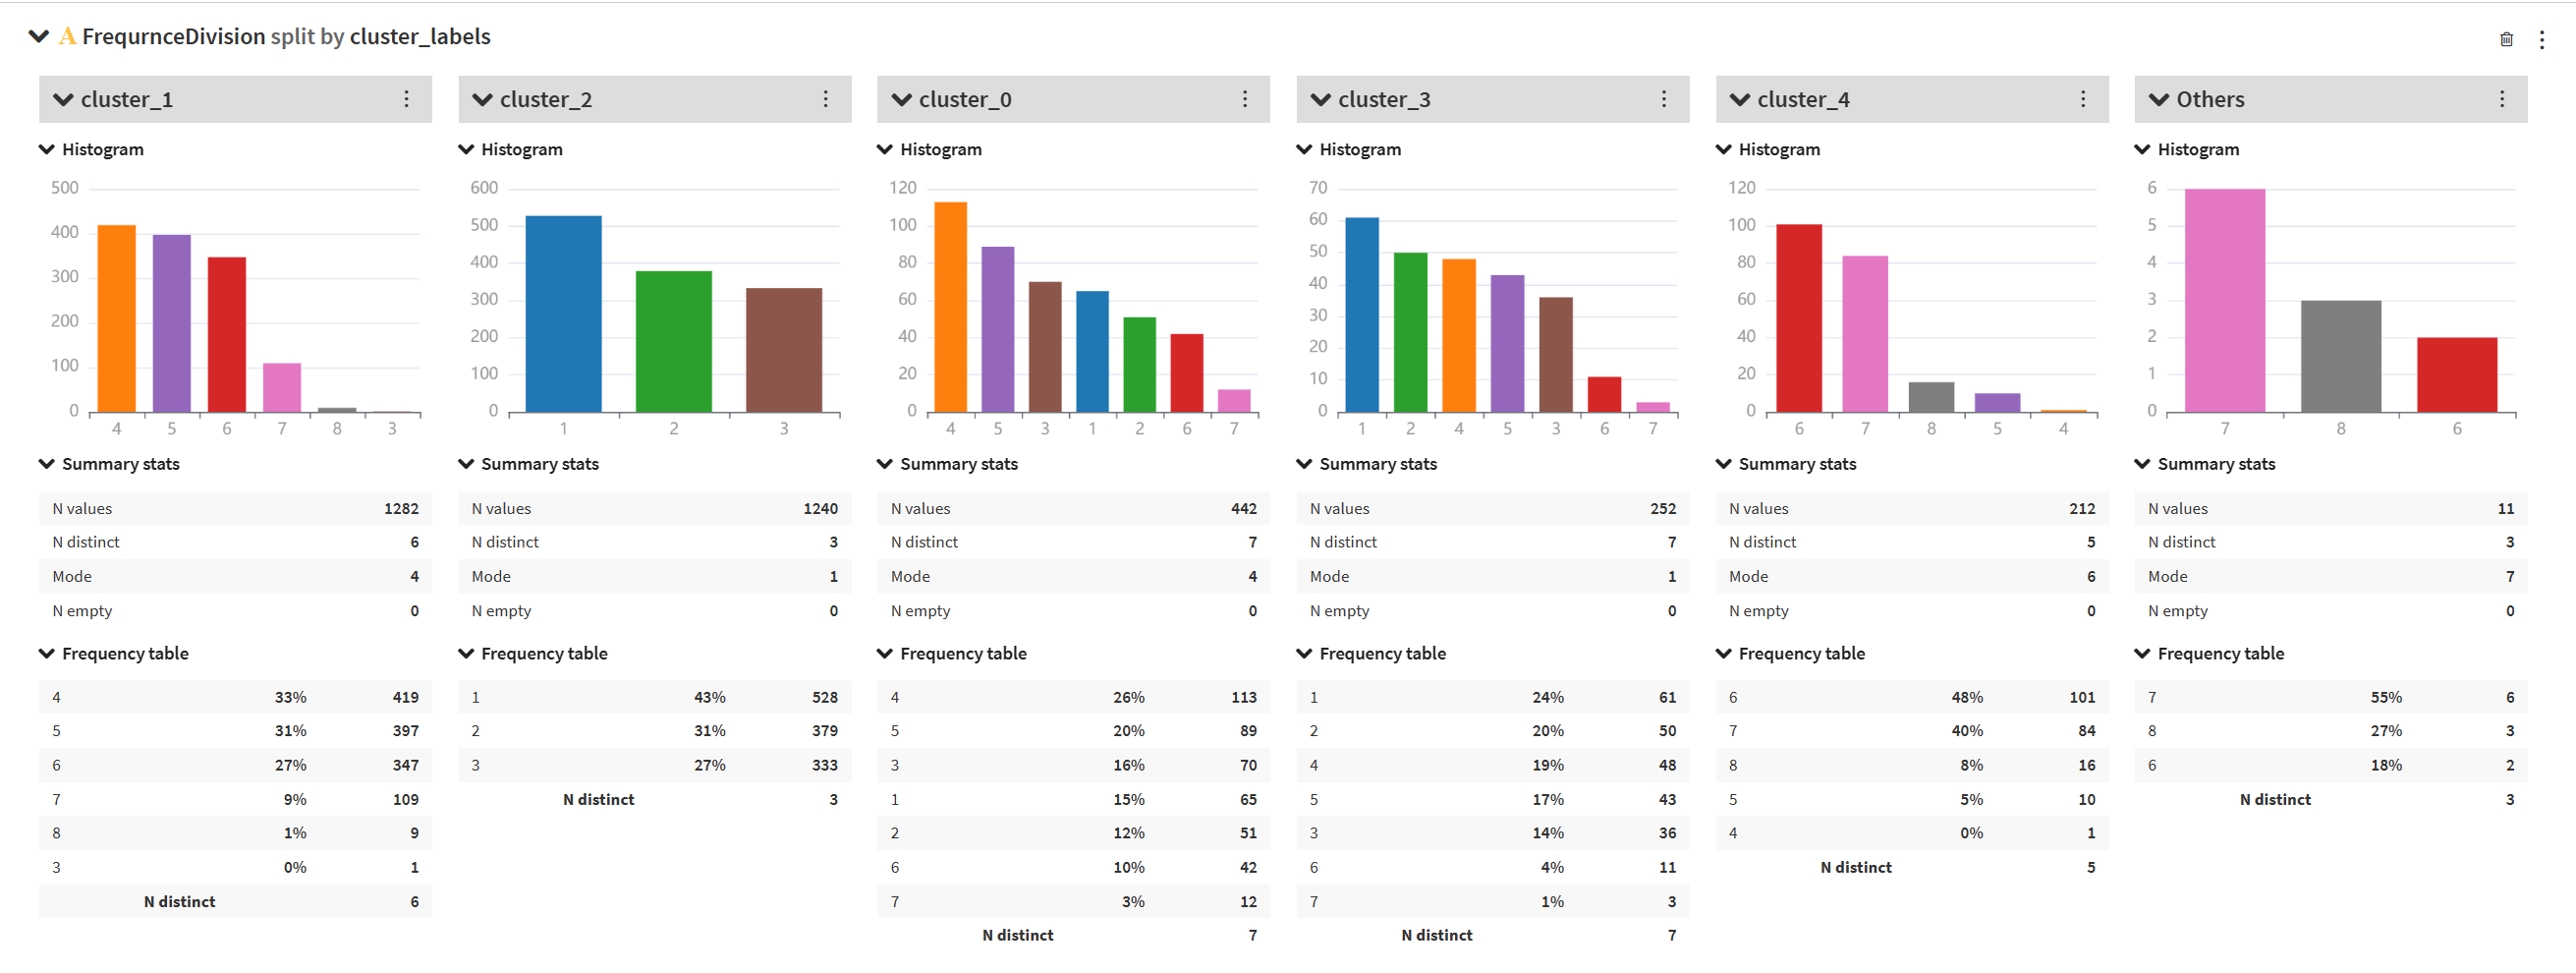 FrequrnceDivision split by cluster_labels
cluster_1
Histogram
500
400
300
200
100
0
4 5 6 7 8 3
Summary stats
N values 1282
N distinct 6
Mode 4
N empty 0
Frequency table
4 33% 419
5 31% 397
6 27% 347
7 9% 109
8 1% 9
3 0% 1
N distinct 6
cluster_2
Histogram
600
500
400
300
200
100
0
1 2 3
Summary stats
N values 1240
N distinct 3
Mode 1
N empty 0
Frequency table
1 43% 528
2 31% 379
3 27% 333
N distinct 3
cluster_0
Histogram
120
100
80
60
40
20
0
4 5 3 1 2 6 7
Summary stats
N values 442
N distinct 7
Mode 4
N empty 0
Frequency table
4 26% 113
5 20% 89
3 16% 70
1 15% 65
2 12% 51
6 10% 42
7 3% 12
N distinct 7
cluster_3
Histogram
70
60
50
40
30
20
10
0
1 2 4 5 3 6 7
Summary stats
N values 252
N distinct 7
Mode 1
N empty 0
Frequency table
1 24% 61
2 20% 50
4 19% 48
5 17% 43
3 14% 36
6 4% 11
7 1% 3
N distinct 7
cluster_4
Histogram
120
100
80
60
40
20
0
6 7 8 5 4
Summary stats
N values 212
N distinct 5
Mode 6
N empty 0
Frequency table
6 48% 101
7 40% 84
8 8% 16
5 5% 10
4 0% 1
N distinct 5
Others
Histogram
6
5
4
3
2
1
0
7 8 6
Summary stats
N values 11
N distinct 3
Mode 7
N empty 0
Frequency table
7 55% 6
8 27% 3
6 18% 2
N distinct 3